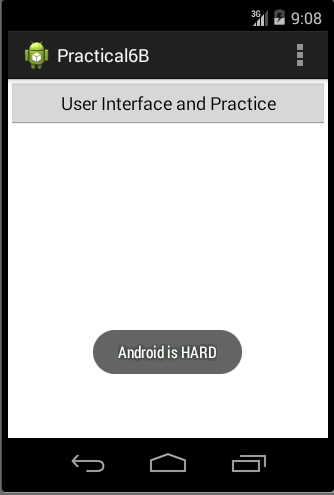 3G 9:08
Practical6B
User Interface and Practice
Android is HARD